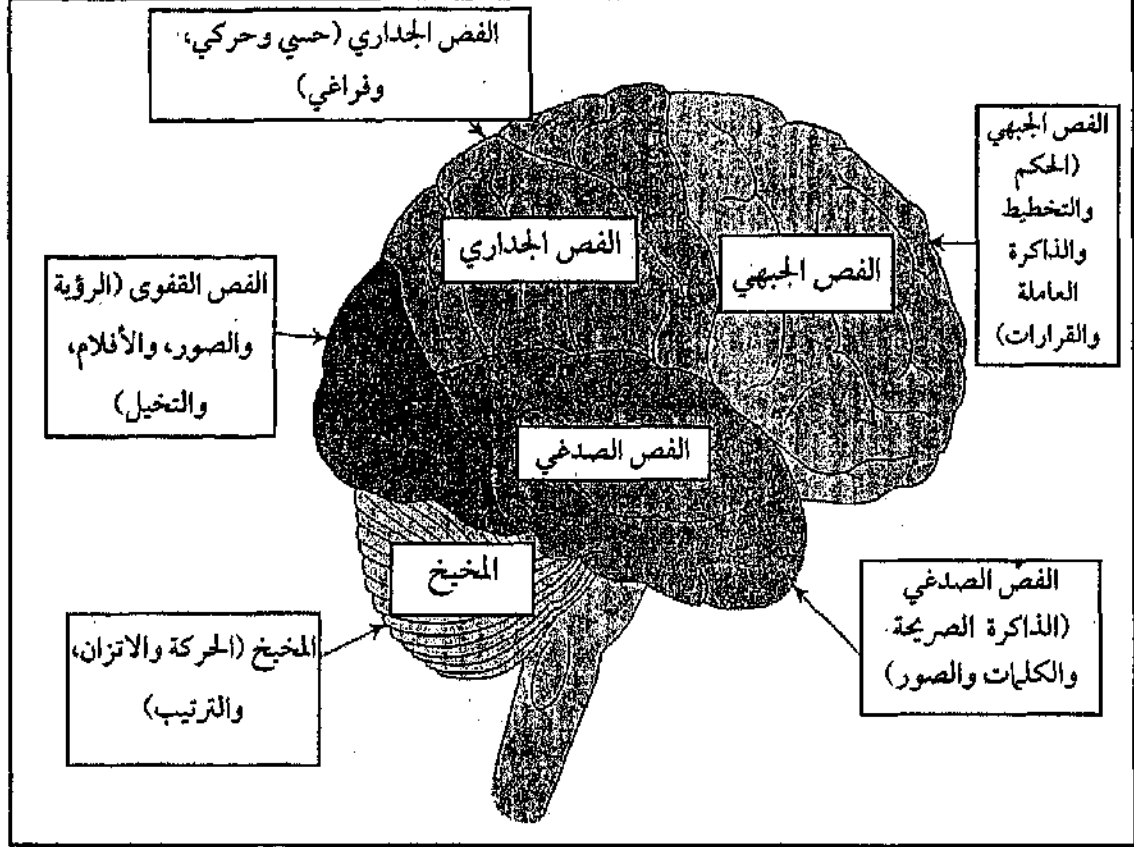 الفص الجداري (حسي وحركي،
وفراغي)
الفص الجبهي
(الحكم
والتخطيط
والذاكرة
العاملة
والقرارات)
الفص الجداري
الفص الجبهي
الفص القفوى (الرؤية
والصور، والأفلام،
والتخيل)
الفص الصدغي
المخيخ
الفص الصدغي
(الذاكرة الصريحة
والكلمات والصور)
المخيخ (الحركة والاتزان،
والترتيب)